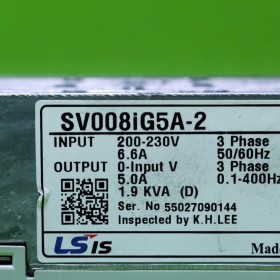 SV008iG5A-2
INPUT 200-230V 3 Phase
6.6A 50/60Hz
OUTPUT 0-Input V 3 Phase
5.0A 0.1-400Hz
1.9 KVA (D)
Ser. No 55027090144
Inspected by K.H.LEE
LSis Made